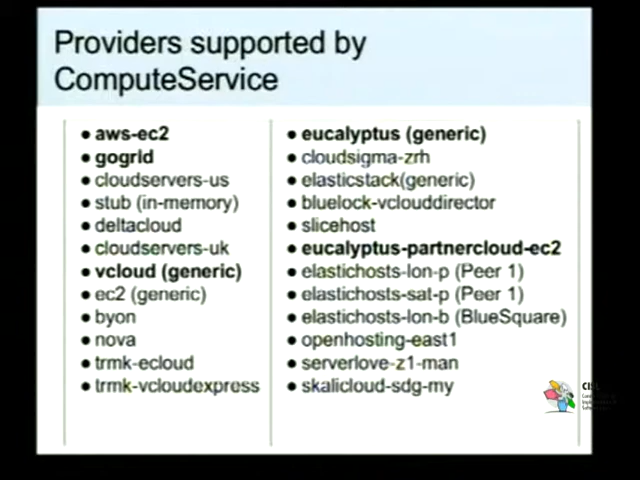 Providers supported by
ComputeService
● aws-ec2
● gogrid
● cloudservers-us
● stub (in-memory)
● deltacloud
● cloudservers-uk
● vcloud (generic)
● ec2 (generic)
● byon
● nova
● trmk-ecloud
● trmk-vcloudexpress
● eucalyptus (generic)
● cloudsigma-zrh
● elasticstack(generic)
● bluelock-vclouddirector
● slicehost
● eucalyptus-partnercloud-ec2
● elastichosts-lon-p (Peer 1)
● elastichosts-sat-p (Peer 1)
● elastichosts-lon-b (BlueSquare)
● openhosting-east1
● serverlove-z1-man
● skalicloud-sdg-my